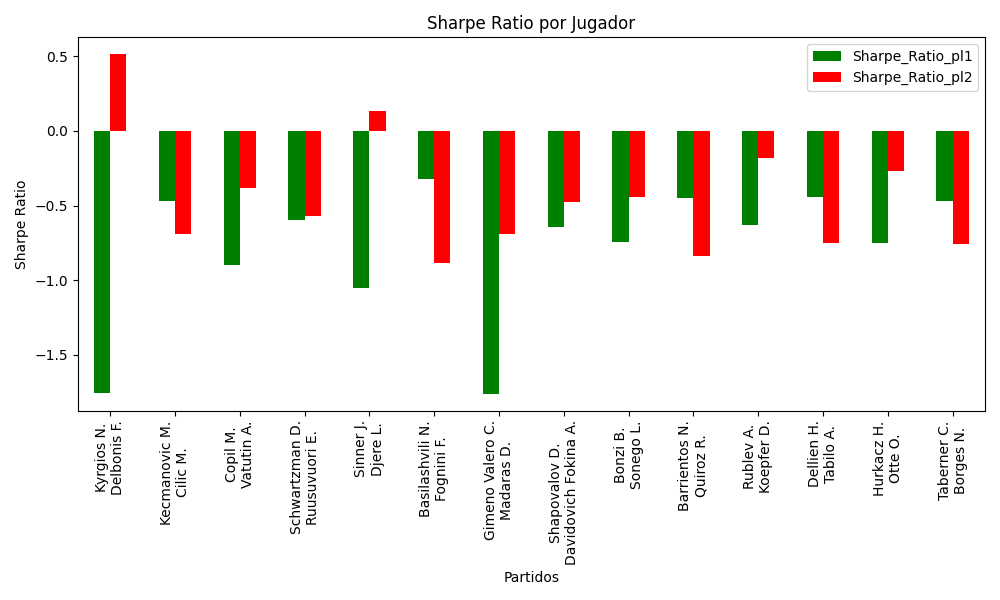 Sharpe Ratio por Jugador
Sharpe_Ratio_pl1
Sharpe_Ratio_pl2
Sharpe Ratio
0.5
0.0
−0.5
−1.0
−1.5
Kyrgios N.
Delbonis F.
Kecmanovic M.
Cilic M.
Copil M.
Vatutin A.
Schwartzman D.
Ruusuvuori E.
Sinner J.
Djere L.
Basilashvili N.
Fognini F.
Gimeno Valero C.
Madaras D.
Shapovalov D.
Davidovich Fokina A.
Bonzi B.
Sonego L.
Barrientos N.
Quiroz R.
Rublev A.
Koepfer D.
Dellien H.
Tabilo A.
Hurkacz H.
Otte O.
Taberner C.
Borges N.
Partidos